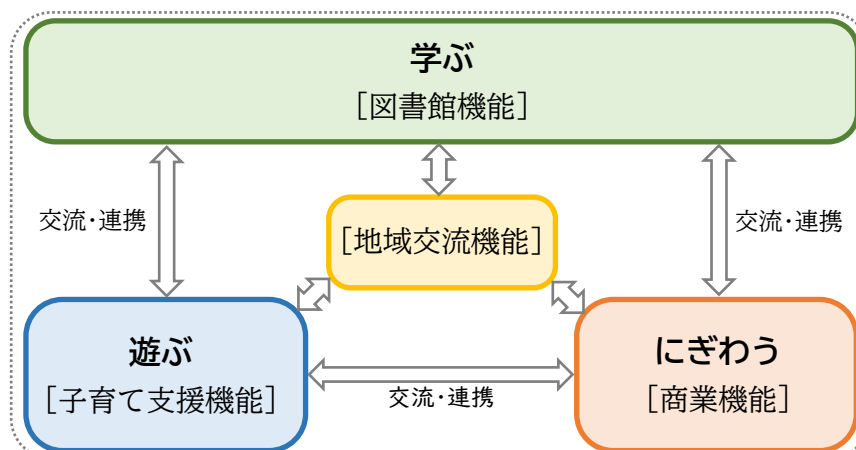 学ぶ
［図書館機能］
交流・連携
交流・連携
［地域交流機能］
遊ぶ
［子育て支援機能］
にぎわう
［商業機能］
交流・連携